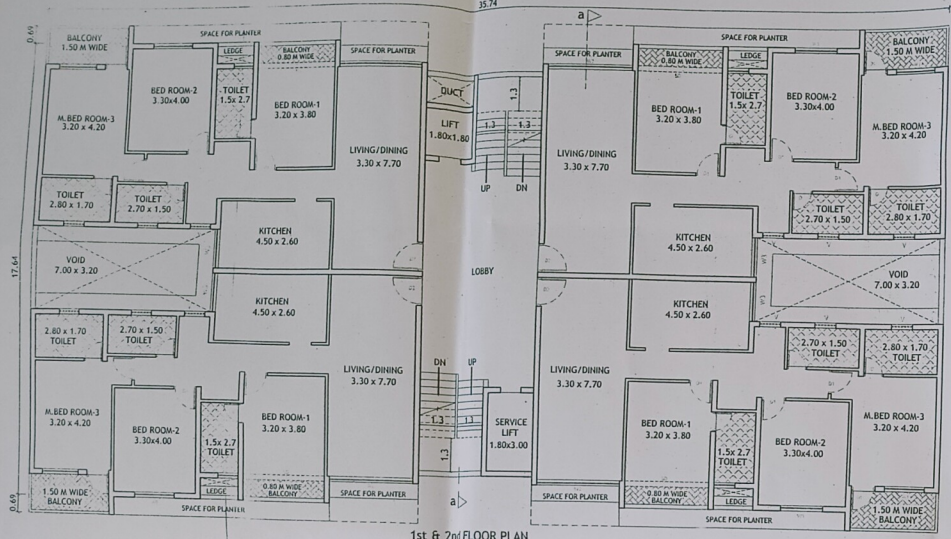 35.74
a
SPACE FOR PLANTER
SPACE FOR PLANTER
0.69
BALCONY
1.50 M WIDE
LEDGE
BALCONY
0.80 M WIDE
SPACE FOR PLANTER
SPACE FOR PLANTER
BALCONY
0.80 M WIDE
LEDGE
BALCONY
1.50 M WIDE
M.BED ROOM-3
3.20 x 4.20
BED ROOM-2
3.30x4.00
TOILET
1.5x 2.7
BED ROOM-1
3.20 x 3.80
LIVING/DINING
3.30 x 7.70
DUCT
LIFT
1.80x1.80
1.3
1.3
1.3
UP
DN
LIVING/DINING
3.30 x 7.70
BED ROOM-1
3.20 x 3.80
TOILET
1.5x 2.7
BED ROOM-2
3.30x4.00
M.BED ROOM-3
3.20 x 4.20
TOILET
2.80 x 1.70
TOILET
2.70 x 1.50
TOILET
2.70 x 1.50
TOILET
2.80 x 1.70
KITCHEN
4.50 x 2.60
KITCHEN
4.50 x 2.60
17.64
VOID
7.00 x 3.20
LOBBY
VOID
7.00 x 3.20
KITCHEN
4.50 x 2.60
KITCHEN
4.50 x 2.60
2.80 x 1.70
TOILET
2.70 x 1.50
TOILET
2.70 x 1.50
TOILET
2.80 x 1.70
TOILET
M.BED ROOM-3
3.20 x 4.20
BED ROOM-2
3.30x4.00
1.5x 2.7
TOILET
BED ROOM-1
3.20 x 3.80
LIVING/DINING
3.30 x 7.70
DN
UP
1.3
1.3
1.3
SERVICE
LIFT
1.80x3.00
LIVING/DINING
3.30 x 7.70
BED ROOM-1
3.20 x 3.80
1.5x 2.7
TOILET
BED ROOM-2
3.30x4.00
M.BED ROOM-3
3.20 x 4.20
0.69
1.50 M WIDE
BALCONY
LEDGE
0.80 M WIDE
BALCONY
SPACE FOR PLANTER
SPACE FOR PLANTER
a
SPACE FOR PLANTER
0.80 M WIDE
BALCONY
LEDGE
SPACE FOR PLANTER
1.50 M WIDE
BALCONY
1st & 2nd FLOOR PLAN